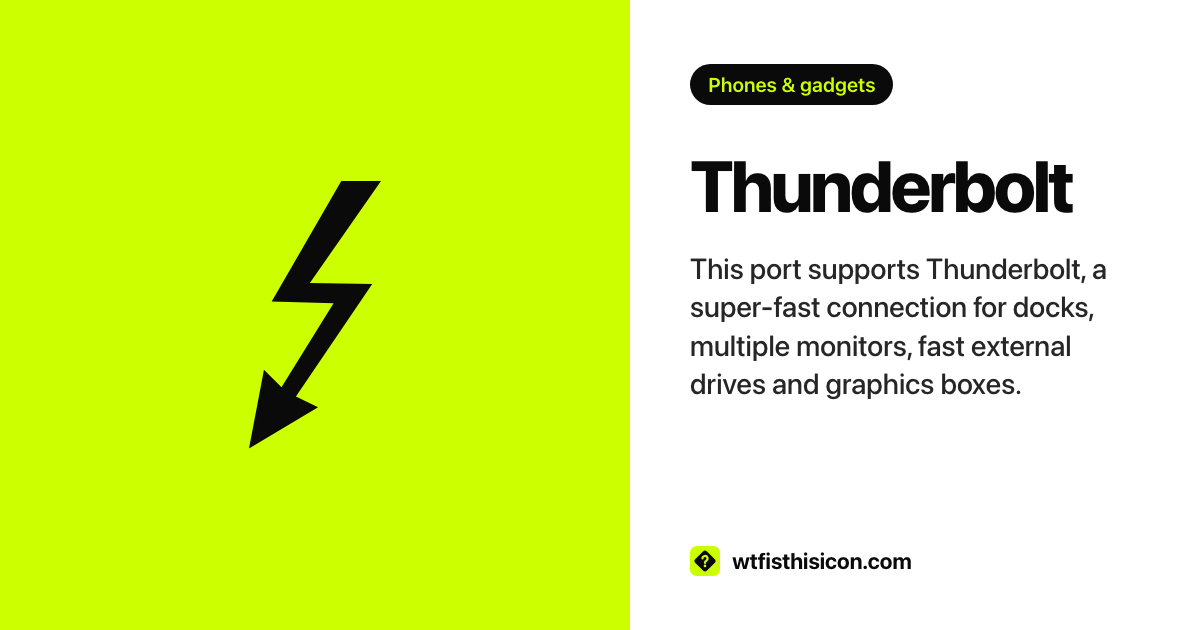 Phones & gadgets
Thunderbolt
This port supports Thunderbolt, a
super-fast connection for docks,
multiple monitors, fast external
drives and graphics boxes.
?
wtfisthisicon.com